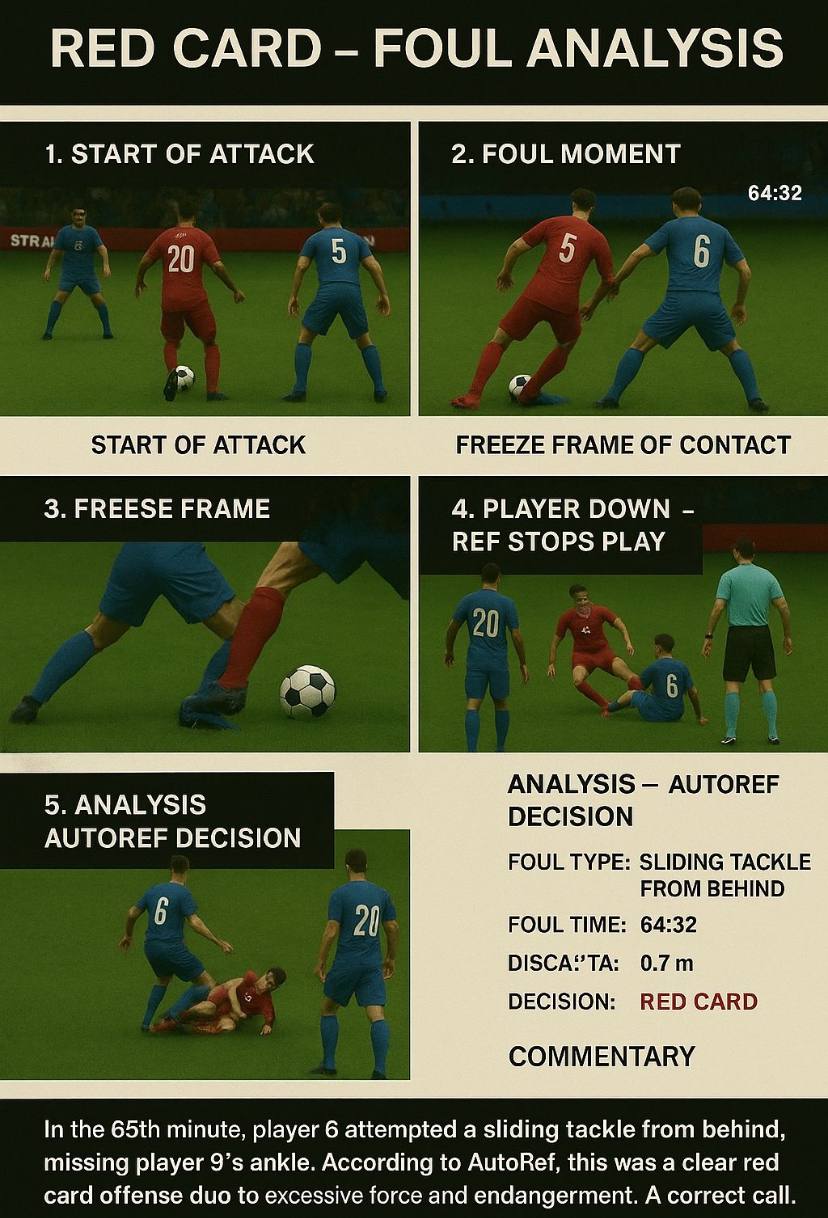 RED CARD – FOUL ANALYSIS
1. START OF ATTACK
STRA
20
5
START OF ATTACK
2. FOUL MOMENT
64:32
5
6
FREEZE FRAME OF CONTACT
3. FREESE FRAME
4. PLAYER DOWN –
REF STOPS PLAY
20
6
5. ANALYSIS
AUTOREF DECISION
6
20
ANALYSIS – AUTOREF
DECISION
FOUL TYPE: SLIDING TACKLE
FROM BEHIND
FOUL TIME: 64:32
0.7 m
DECISION: RED CARD
COMMENTARY
In the 65th minute, player 6 attempted a sliding tackle from behind,
missing player 9's ankle. According to AutoRef, this was a clear red
card offense duo to excessive force and endangerment. A correct call.